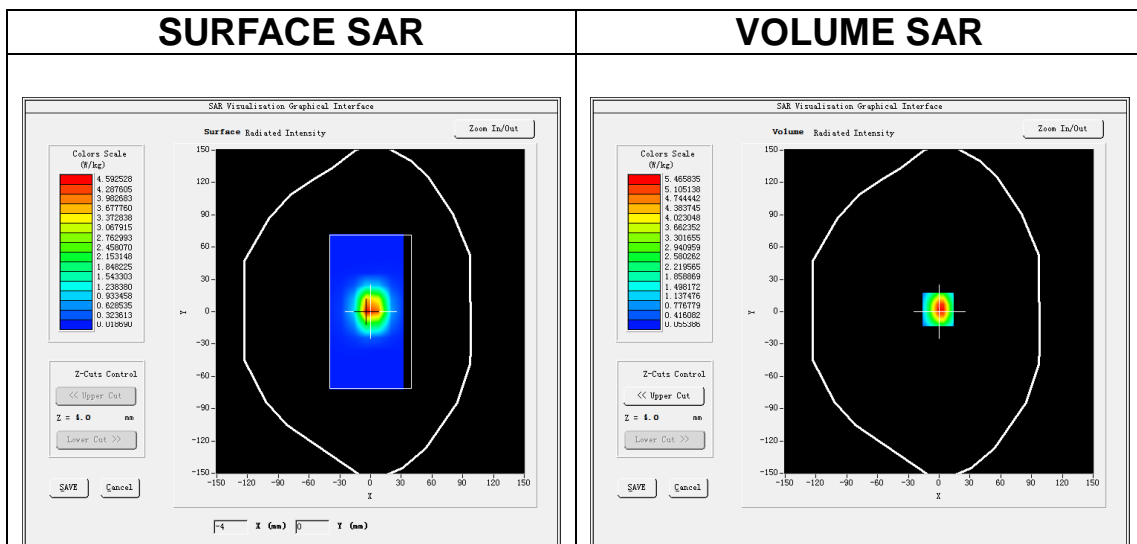 SURFACE SAR
VOLUME SAR
SAR Visualisation Graphical Interface
Surface Radiated Intensity
Zoom In/Out
Colors Scale
(W/kg)
4.592528
4.287605
3.982683
3.677760
3.372838
3.067915
2.762993
2.458070
2.153148
1.848225
1.543303
1.238380
0.933458
0.628535
0.323613
0.018690
Z-Cuts Control
<< Upper Cut
Z = 4.0 mm
Lower Cut >>
SAVE
Cancel
150
120
90
60
30
0
-30
-60
-90
-120
-150
Y
-150 -120 -90 -60 -30 0 30 60 90 120 150
X
-4 X (mm) 0 Y (mm)
SAR Visualisation Graphical Interface
Volume Radiated Intensity
Zoom In/Out
Colors Scale
(W/kg)
5.465835
5.105138
4.744442
4.383745
4.023048
3.662352
3.301655
2.940959
2.580262
2.219565
1.858869
1.498172
1.137476
0.776779
0.416082
0.055386
Z-Cuts Control
<< Upper Cut
Z = 4.0 mm
Lower Cut >>
SAVE
Cancel
150
120
90
60
30
0
-30
-60
-90
-120
-150
Y
-150 -120 -90 -60 -30 0 30 60 90 120 150
X